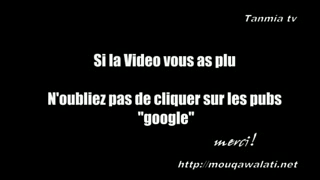 Tanmia tv
Si la Video vous as plu
N'oubliez pas de cliquer sur les pubs
"google"
merci!
http://mouqawalati.net